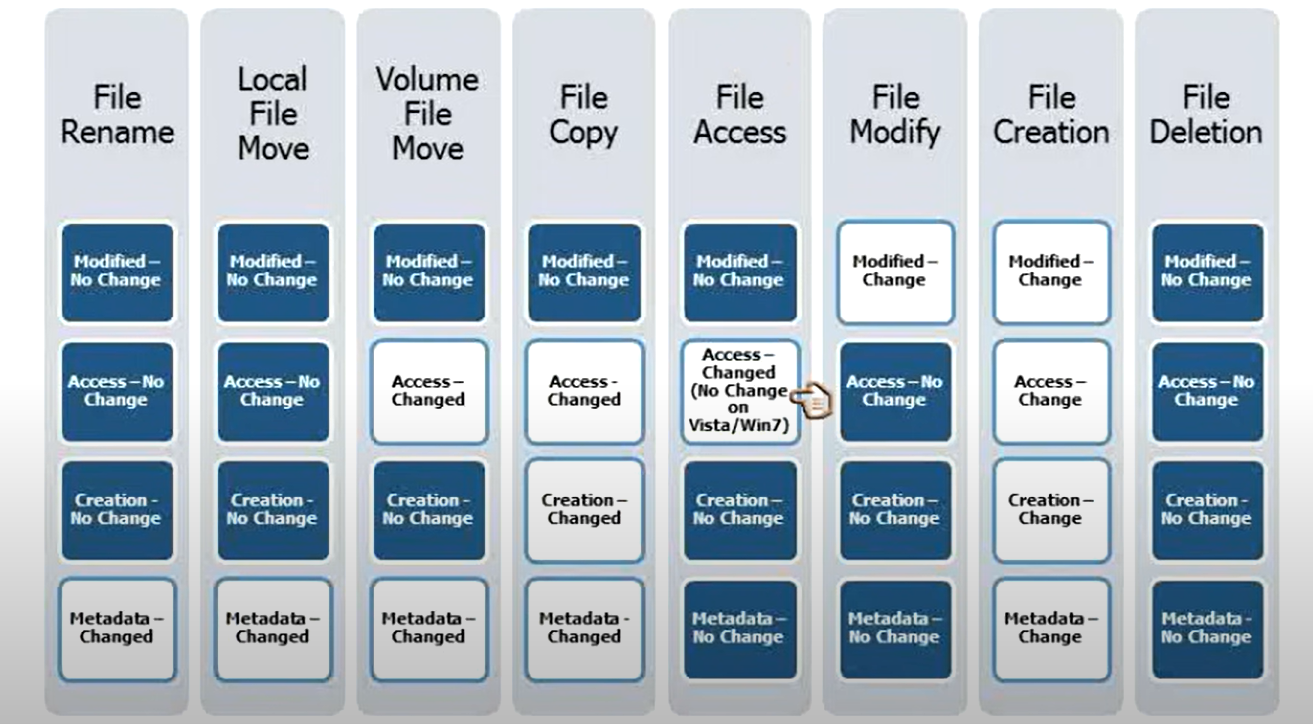 File
Rename
Local
File
Move
Volume
File
Move
File
Copy
File
Access
File
Modify
File
Creation
File
Deletion
Modified –
No Change
Modified –
No Change
Modified –
No Change
Modified –
No Change
Modified –
No Change
Modified –
Change
Modified –
Change
Modified –
No Change
Access – No
Change
Access – No
Change
Access –
Changed
Access -
Changed
Access –
Changed
(No Change
on
Vista/Win7)
Access – No
Change
Access –
Change
Access – No
Change
Creation -
No Change
Creation -
No Change
Creation -
No Change
Creation –
Changed
Creation –
No Change
Creation –
No Change
Creation –
Change
Creation -
No Change
Metadata –
Changed
Metadata –
Changed
Metadata –
Changed
Metadata -
Changed
Metadata –
No Change
Metadata –
No Change
Metadata –
Change
Metadata -
No Change